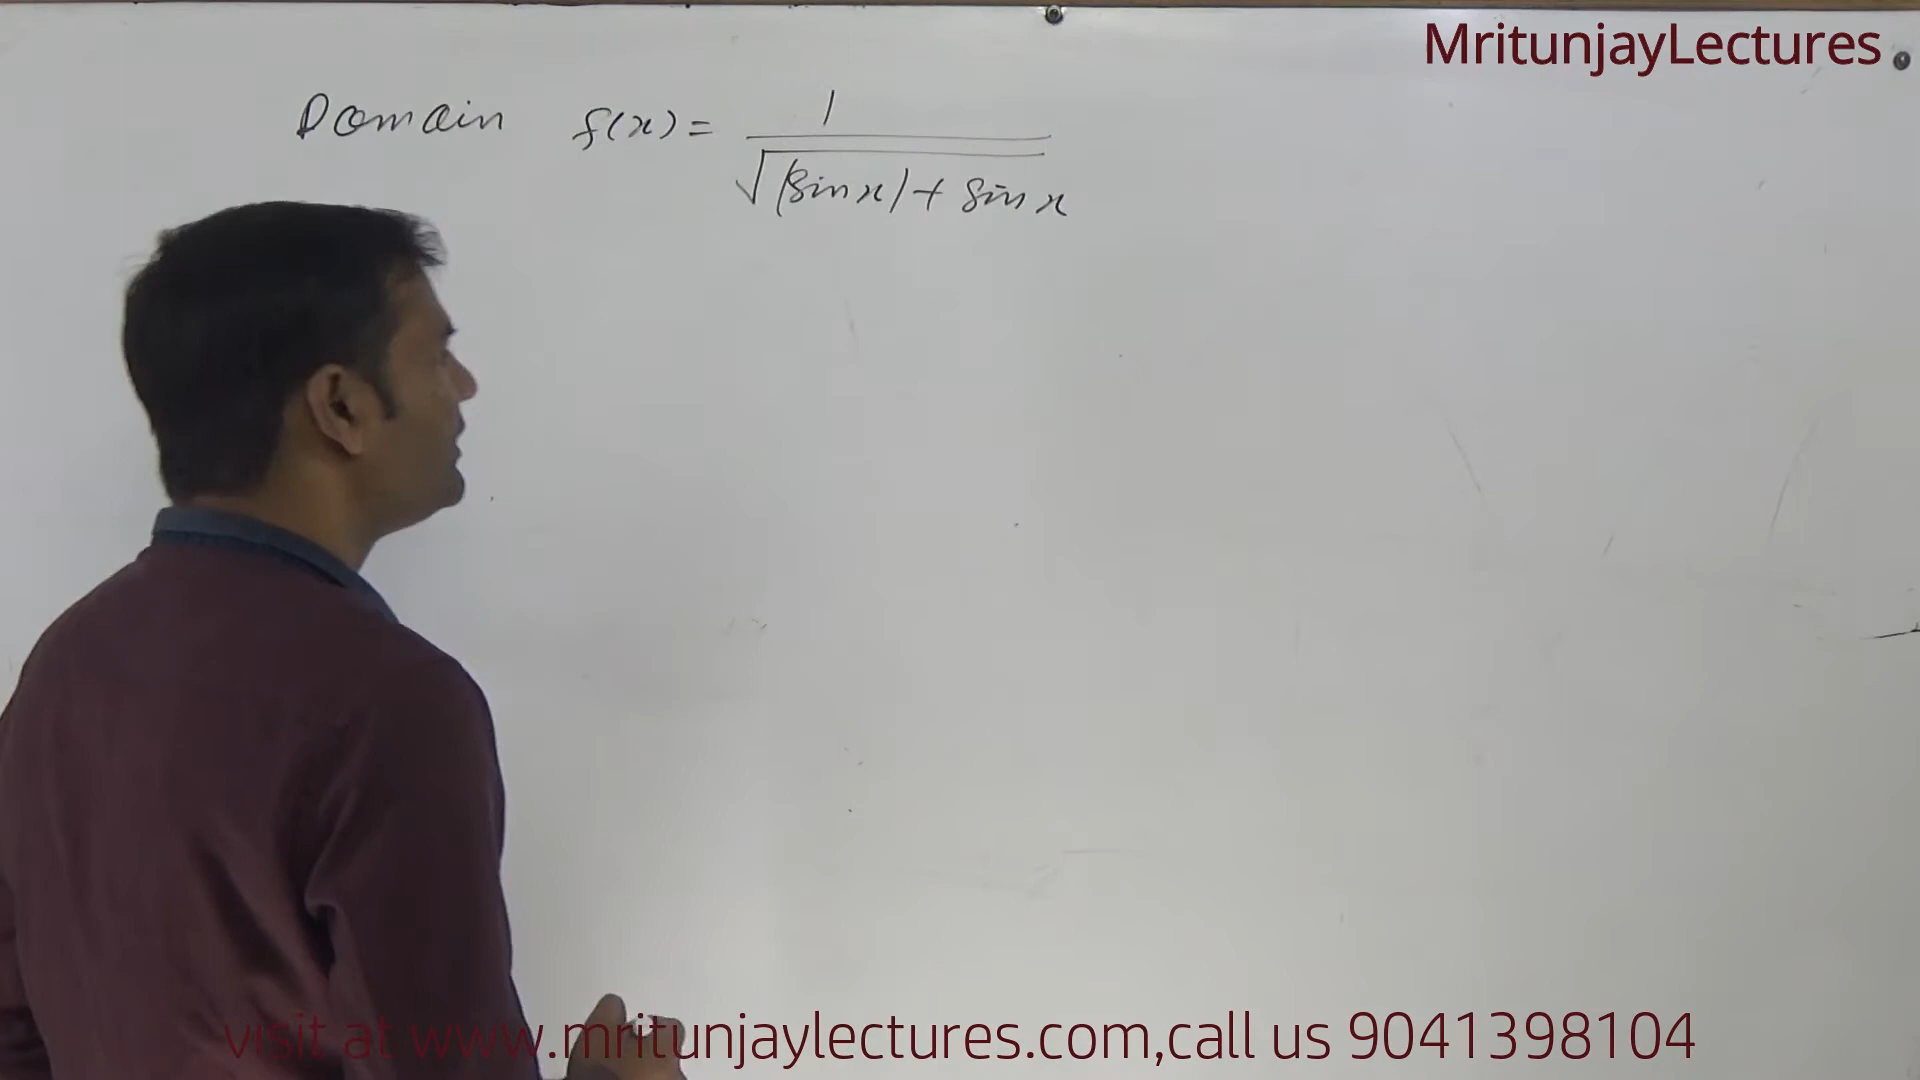 MritunjayLectures
Domain f(x) = 1
√|sin x| + sin x
visit at www.mritunjaylectures.com,call us 9041398104